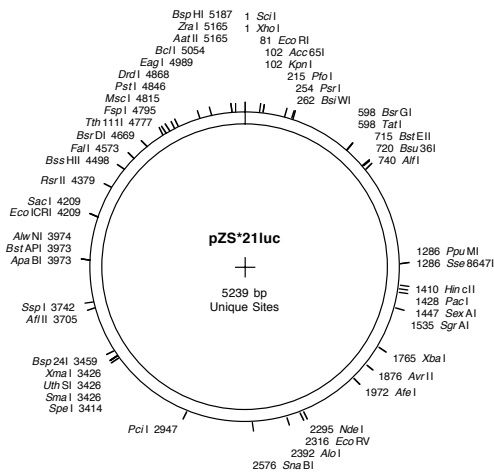 BspHI 5187
ZraI 5165
AatII 5165
BclI 5054
EagI 4989
DrdI 4868
PstI 4846
MscI 4815
FspI 4795
Tth111I 4777
BsrDI 4669
FalI 4573
BssHII 4498
RsrII 4379
SacI 4209
EcoICRI 4209
AlwNI 3974
BstAPI 3973
ApaBI 3973
SspI 3742
AflII 3705
Bsp24I 3459
XmaI 3426
UthSI 3426
SmaI 3426
SpeI 3414
PciI 2947
1 SciI
1 XhoI
81 EcoRI
102 Acc65I
102 KpnI
215 PfoI
254 PsrI
262 BsiWI
598 BsrGI
598 TatI
715 BstEII
720 Bsu36I
740 AlfI
1286 PpuMI
1286 Sse8647I
1410 HincII
1428 PacI
1447 SexAI
1535 SgrAI
1765 XbaI
1876 AvrII
1972 AfeI
2295 NdeI
2316 EcoRV
2392 AloI
2576 SnaBI
pZS*21luc
5239 bp
Unique Sites